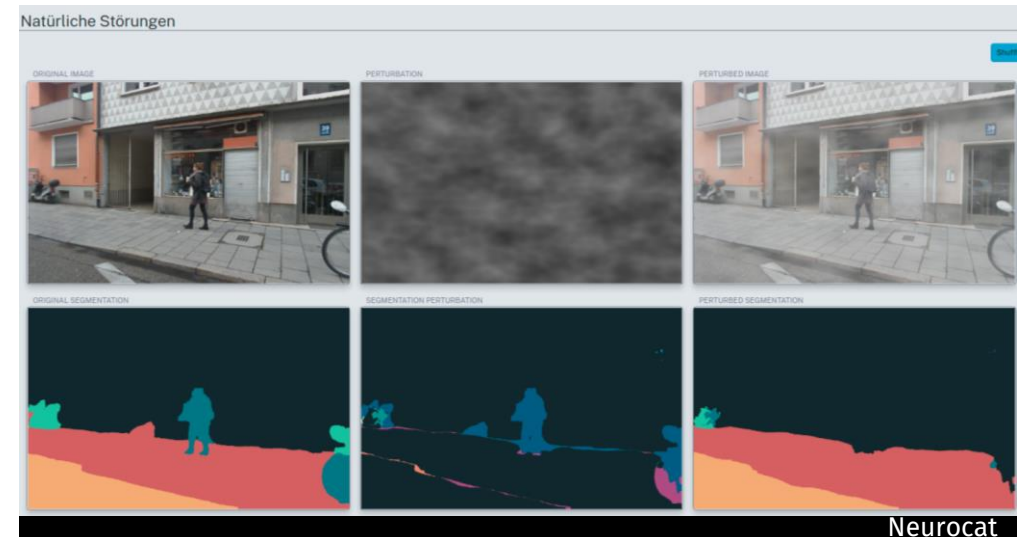 Natürliche Störungen
ORIGINAL IMAGE
PERTURBATION
PERTURBED IMAGE
ORIGINAL SEGMENTATION
SEGMENTATION PERTURBATION
PERTURBED SEGMENTATION
Neurocat